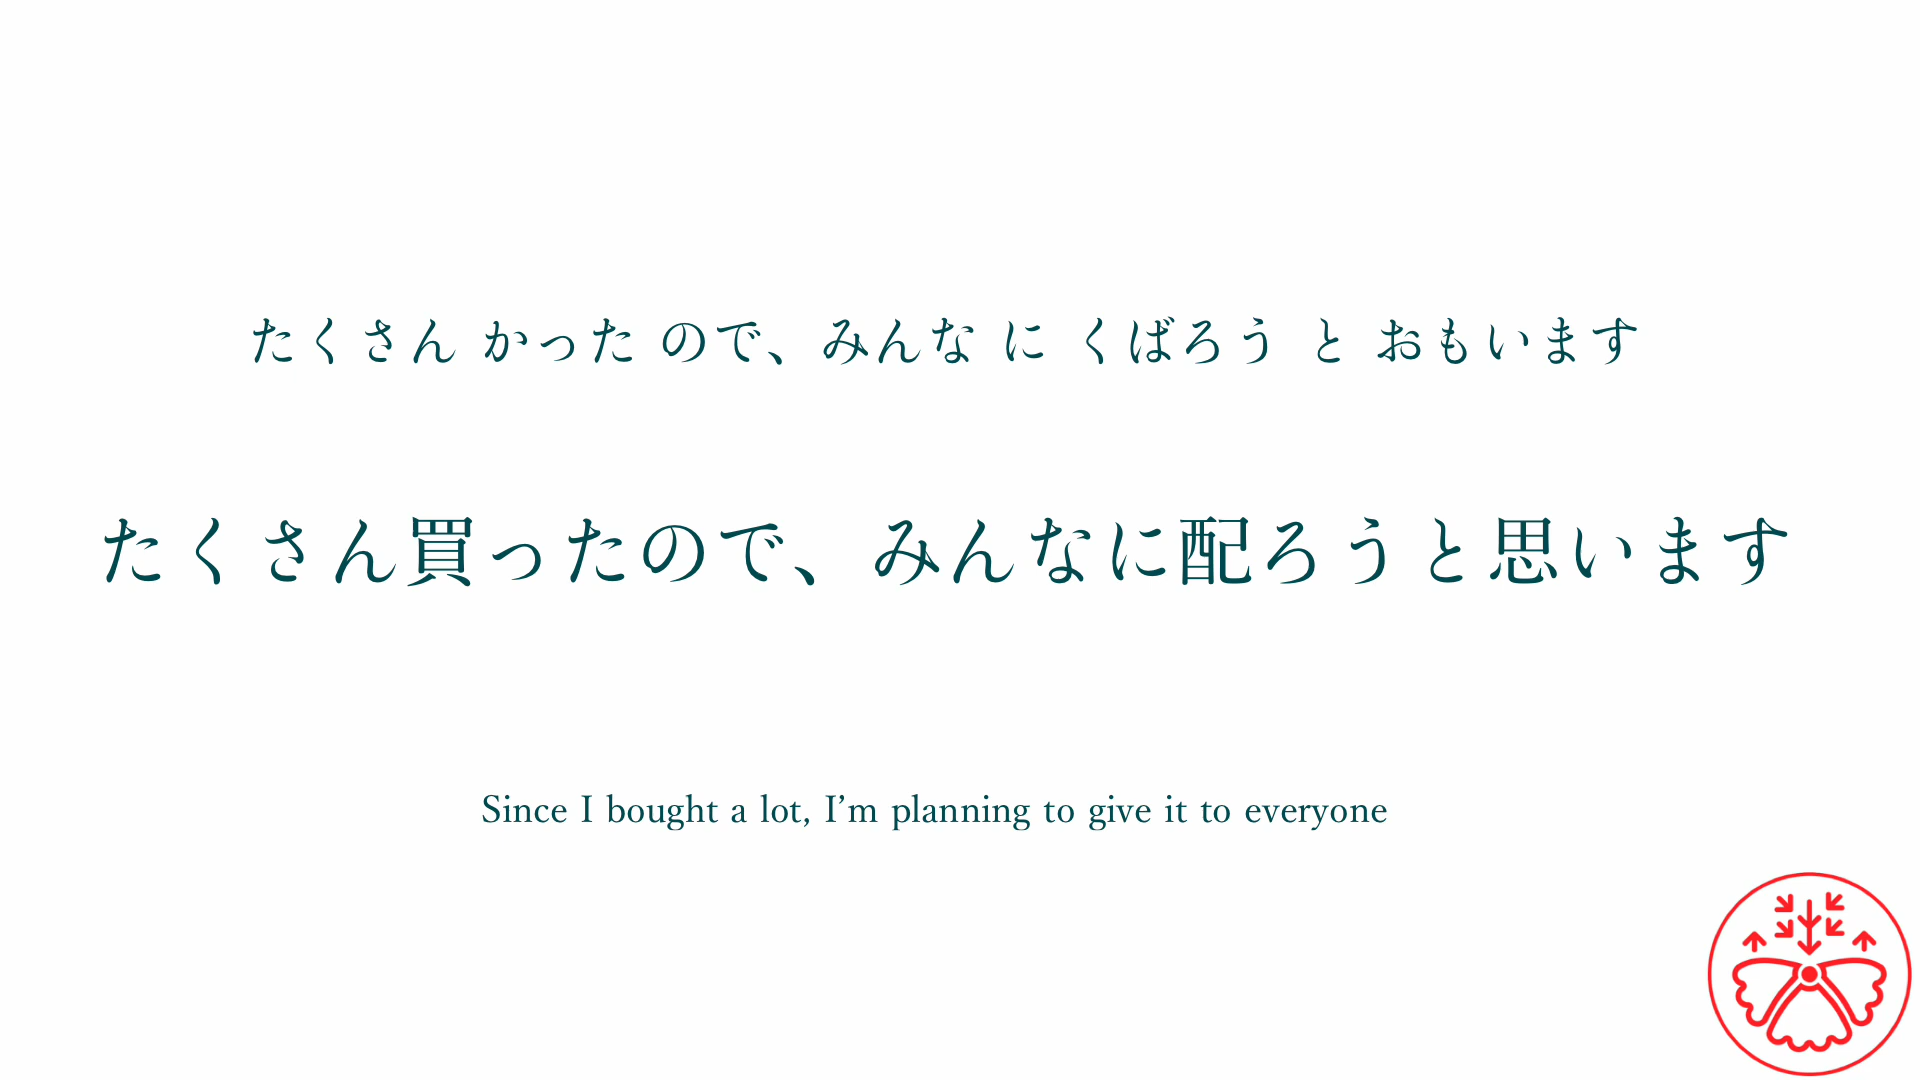 たくさん かった ので、みんな に くばろう と おもいます
たくさん買ったので、みんなに配ろうと思います
Since I bought a lot, I’m planning to give it to everyone